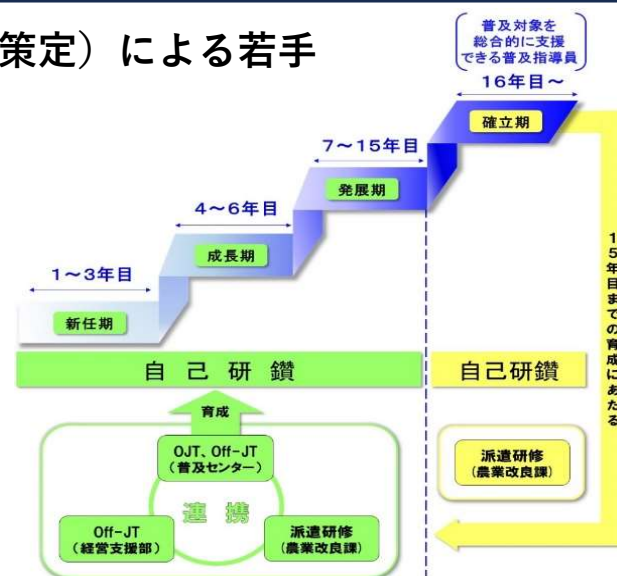 策定）による若手
普及対象を
総合的に支援
できる普及指導員
16年目～
確立期
7～15年目
発展期
4～6年目
成長期
1～3年目
新任期
15年目までの育成にあたる
自己研鑽
自己研鑽
育成
OJT、Off-JT
（普及センター）
連携
Off-JT
（経営支援部）
派遣研修
（農業改良課）
派遣研修
（農業改良課）